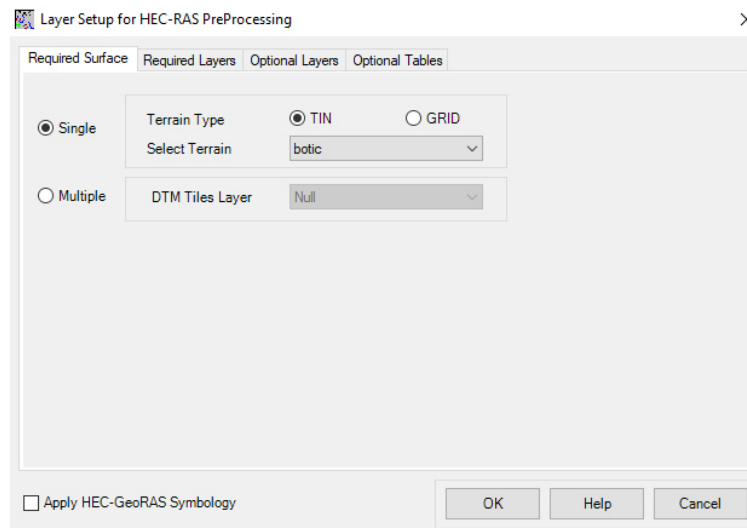 Layer Setup for HEC-RAS PreProcessing
Required Surface Required Layers Optional Layers Optional Tables
Single
Terrain Type TIN GRID
Select Terrain botic
Multiple DTM Tiles Layer Null
Apply HEC-GeoRAS Symbology OK Help Cancel